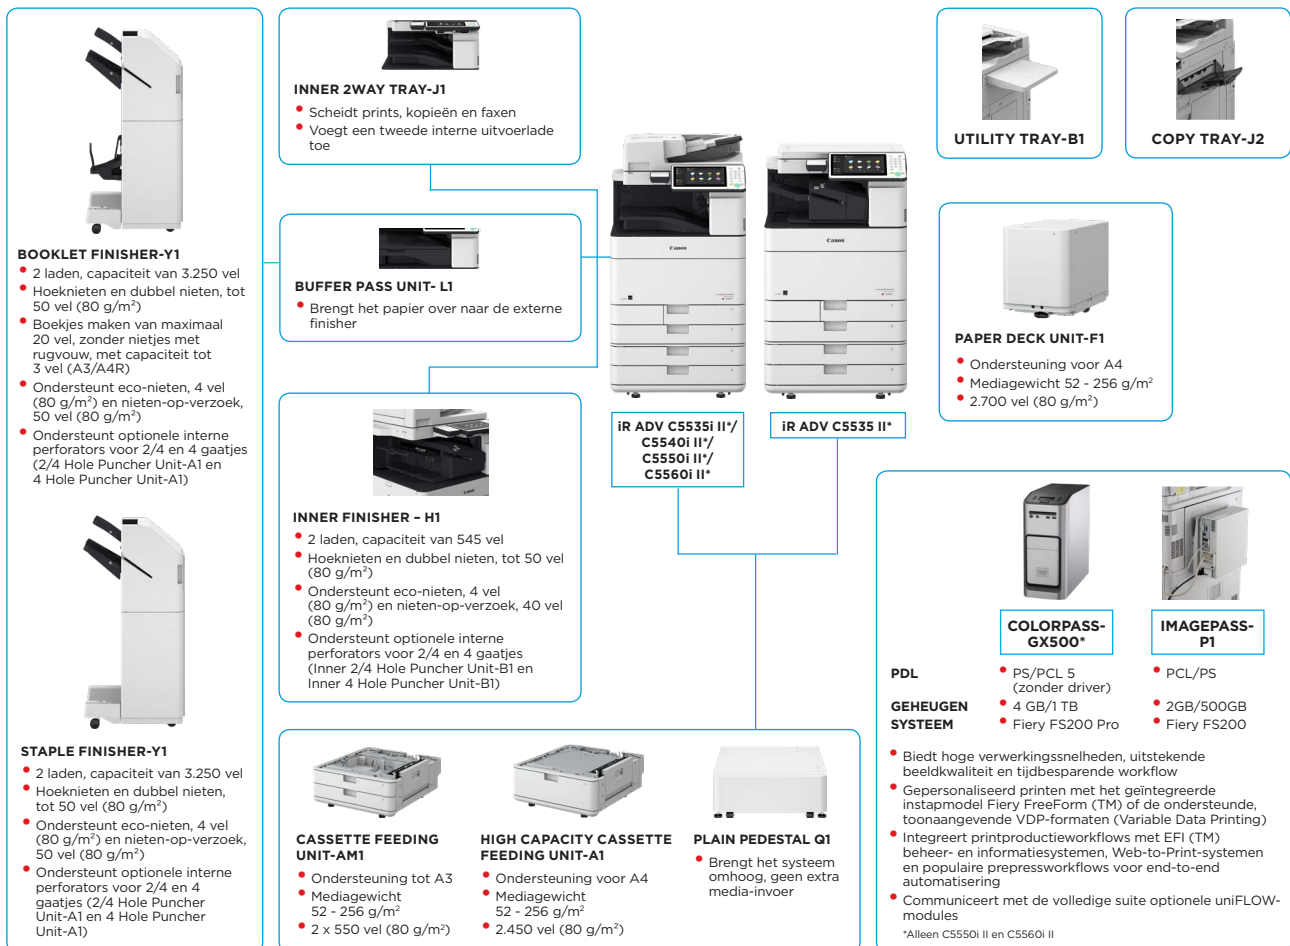 BOOKLET FINISHER-Y1
• 2 laden, capaciteit van 3.250 vel
• Hoeknieten en dubbel nieten, tot
50 vel (80 g/m²)
• Boekjes maken van maximaal
20 vel, zonder nietjes met
rugvouw, met capaciteit tot
3 vel (A3/A4R)
• Ondersteunt eco-nieten, 4 vel
(80 g/m²) en nieten-op-verzoek,
50 vel (80 g/m²)
• Ondersteunt optionele interne
perforators voor 2/4 en 4 gaatjes
(2/4 Hole Puncher Unit-A1 en
4 Hole Puncher Unit-A1)
STAPLE FINISHER-Y1
• 2 laden, capaciteit van 3.250 vel
• Hoeknieten en dubbel nieten,
tot 50 vel (80 g/m²)
• Ondersteunt eco-nieten, 4 vel
(80 g/m²) en nieten-op-verzoek,
50 vel (80 g/m²)
• Ondersteunt optionele interne
perforators voor 2/4 en 4
gaatjes (2/4 Hole Puncher
Unit-A1 en 4 Hole Puncher
Unit-A1)
INNER 2WAY TRAY-J1
• Scheidt prints, kopieën en faxen
• Voegt een tweede interne uitvoerlade
toe
BUFFER PASS UNIT- L1
• Brengt het papier over naar de externe
finisher
INNER FINISHER – H1
• 2 laden, capaciteit van 545 vel
• Hoeknieten en dubbel nieten, tot 50 vel
(80 g/m²)
• Ondersteunt eco-nieten, 4 vel
(80 g/m²) en nieten-op-verzoek, 40 vel
(80 g/m²)
• Ondersteunt optionele interne
perforators voor 2/4 en 4 gaatjes
(Inner 2/4 Hole Puncher Unit-B1 en
Inner 4 Hole Puncher Unit-B1)
Canon
Canon
iR ADV C5535i II*/
C5540i II*/
C5550i II*/
C5560i II*
iR ADV C5535 II*
CASSETTE FEEDING
UNIT-AM1
• Ondersteuning tot A3
• Mediagewicht
52 - 256 g/m²
• 2 x 550 vel (80 g/m²)
HIGH CAPACITY CASSETTE
FEEDING UNIT-A1
• Ondersteuning voor A4
• Mediagewicht
52 - 256 g/m²
• 2.450 vel (80 g/m²)
PLAIN PEDESTAL Q1
• Brengt het systeem
omhoog, geen extra
media-invoer
UTILITY TRAY-B1
COPY TRAY-J2
PAPER DECK UNIT-F1
• Ondersteuning voor A4
• Mediagewicht 52 - 256 g/m²
• 2.700 vel (80 g/m²)
COLORPASS-
GX500*
IMAGEPASS-
P1
PDL • PS/PCL 5 • PCL/PS
(zonder driver)
GEHEUGEN • 4 GB/1 TB • 2GB/500GB
SYSTEEM • Fiery FS200 Pro • Fiery FS200
• Biedt hoge verwerkingssnelheden, uitstekende
beeldkwaliteit en tijdbesparende workflow
• Gepersonaliseerd printen met het geïntegreerde
instapmodel Fiery FreeForm (TM) of de ondersteunde,
toonaangevende VDP-formaten (Variable Data Printing)
• Integreert printproductieworkflows met EFI (TM)
beheer- en informatiesystemen, Web-to-Print-systemen
en populaire prepressworkflows voor end-to-end
automatisering
• Communiceert met de volledige suite optionele uniFLOW-
modules
*Alleen C5550i II en C5560i II